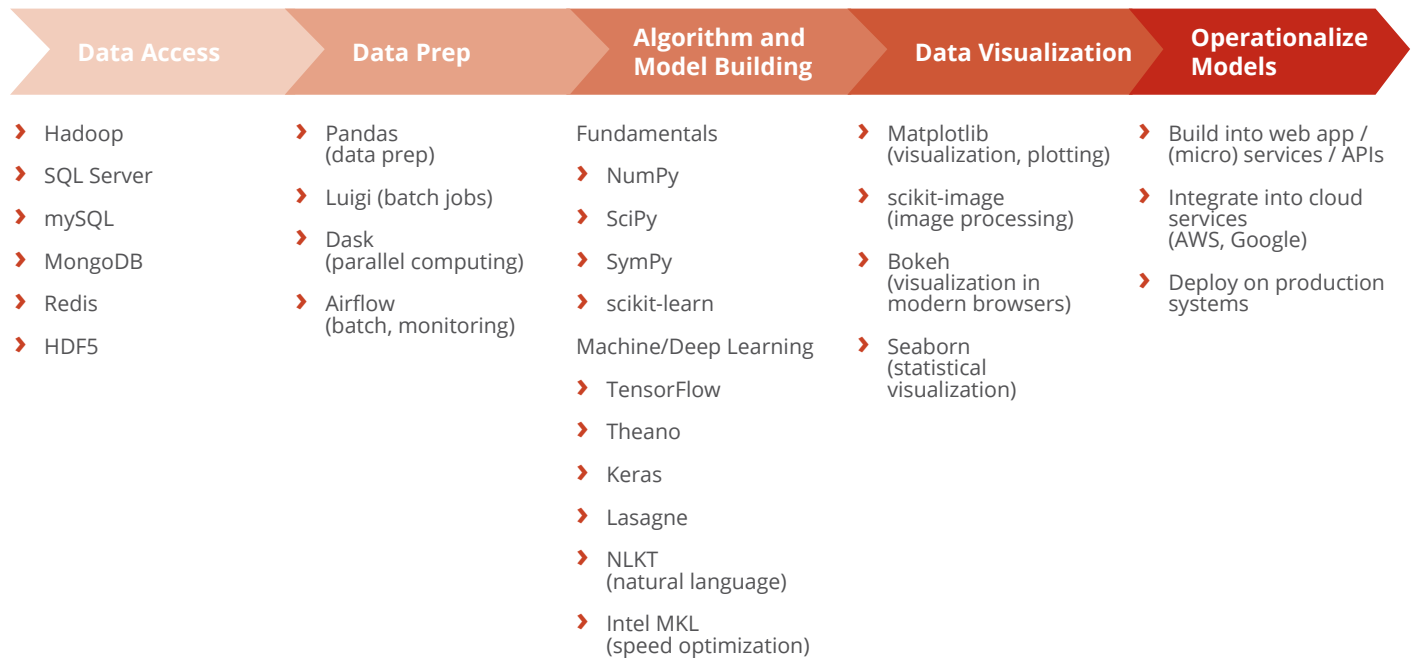 Data Access
Data Prep
Algorithm and
Model Building
Data Visualization
Operationalize
Models
Hadoop
SQL Server
mySQL
MongoDB
Redis
HDF5
Pandas
(data prep)
Luigi (batch jobs)
Dask
(parallel computing)
Airflow
(batch, monitoring)
Fundamentals
NumPy
SciPy
SymPy
scikit-learn
Machine/Deep Learning
TensorFlow
Theano
Keras
Lasagne
NLKT
(natural language)
Intel MKL
(speed optimization)
Matplotlib
(visualization, plotting)
scikit-image
(image processing)
Bokeh
(visualization in
modern browsers)
Seaborn
(statistical
visualization)
Build into web app /
(micro) services / APIs
Integrate into cloud
services
(AWS, Google)
Deploy on production
systems